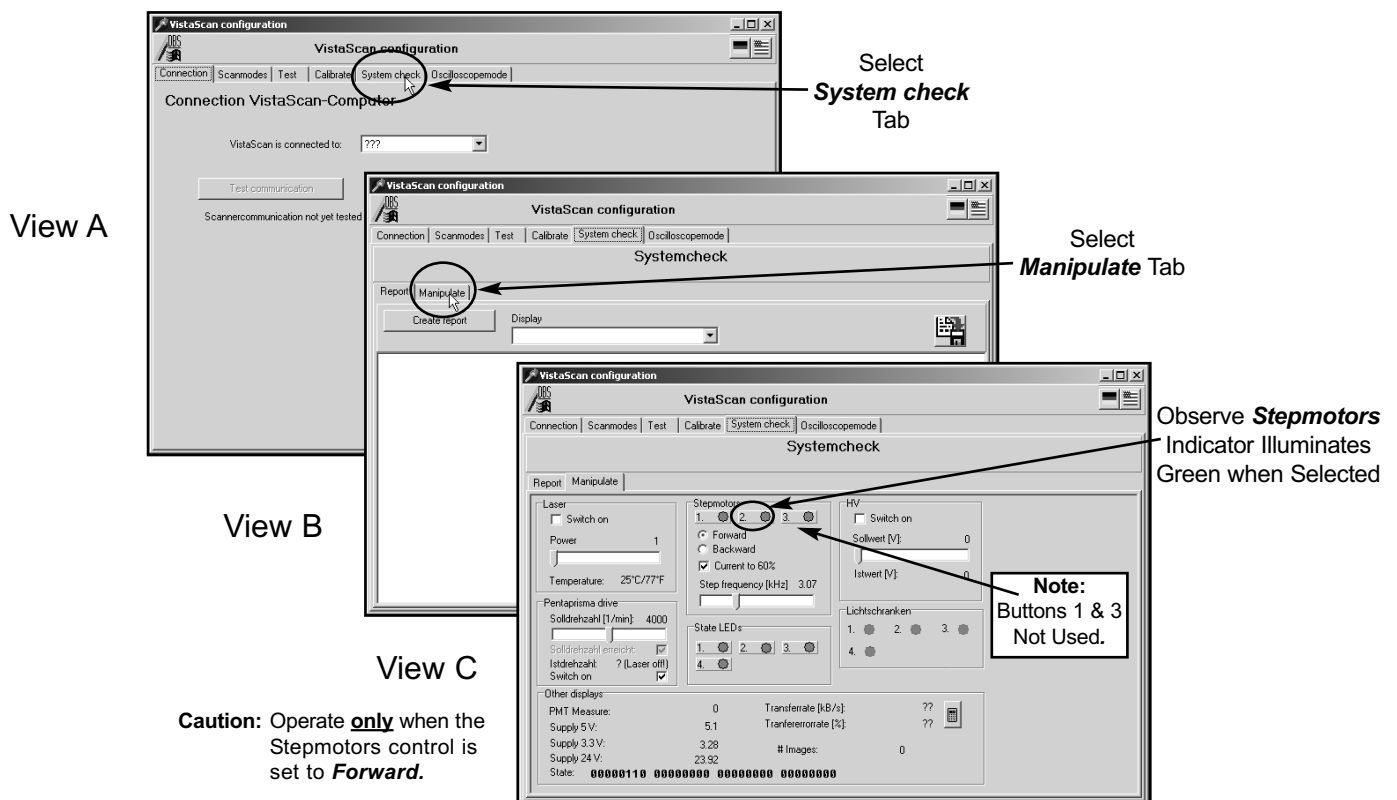 VistaScan configuration
DBS
VistaScan configuration
Connection Scanmodes Test Calibrate System check Oscilloscopemode
Connection VistaScan-Computer
VistaScan is connected to: ???
Test communication
Scannercommunication not yet tested
Select
System check
Tab
View A
VistaScan configuration
DBS
VistaScan configuration
Connection Scanmodes Test Calibrate System check Oscilloscopemode
Systemcheck
Report Manipulate
Create report
Display
Select
Manipulate Tab
View B
VistaScan configuration
DBS
VistaScan configuration
Connection Scanmodes Test Calibrate System check Oscilloscopemode
Systemcheck
Report Manipulate
Laser
Switch on
Power 1
Temperature: 25°C/77°F
Stepmotors
1. 2. 3.
Forward
Backward
Current to 60%
Step frequency [kHz] 3.07
HV
Switch on
Sollwert [V]: 0
Istwert [V]: 0
Pentaprisma drive
Solldrehzahl [1/min]: 4000
Solldrehzahl erreicht:
Istdrehzahl: ? (Laser off!)
Switch on
State LEDs
1. 2. 3.
4.
Lichtschranken
1. 2. 3.
4.
Other displays
PMT Measure: 0
Supply 5 V: 5.1
Supply 3.3 V: 3.28
Supply 24 V: 23.92
State: 00000110 00000000 00000000 00000000
Transferrate [kB/s]: ??
Tranfererrorrate [%]: ??
# Images: 0
Observe Stepmotors
Indicator Illuminates
Green when Selected
Note:
Buttons 1 & 3
Not Used.
View C
Caution: Operate only when the
Stepmotors control is
set to Forward.